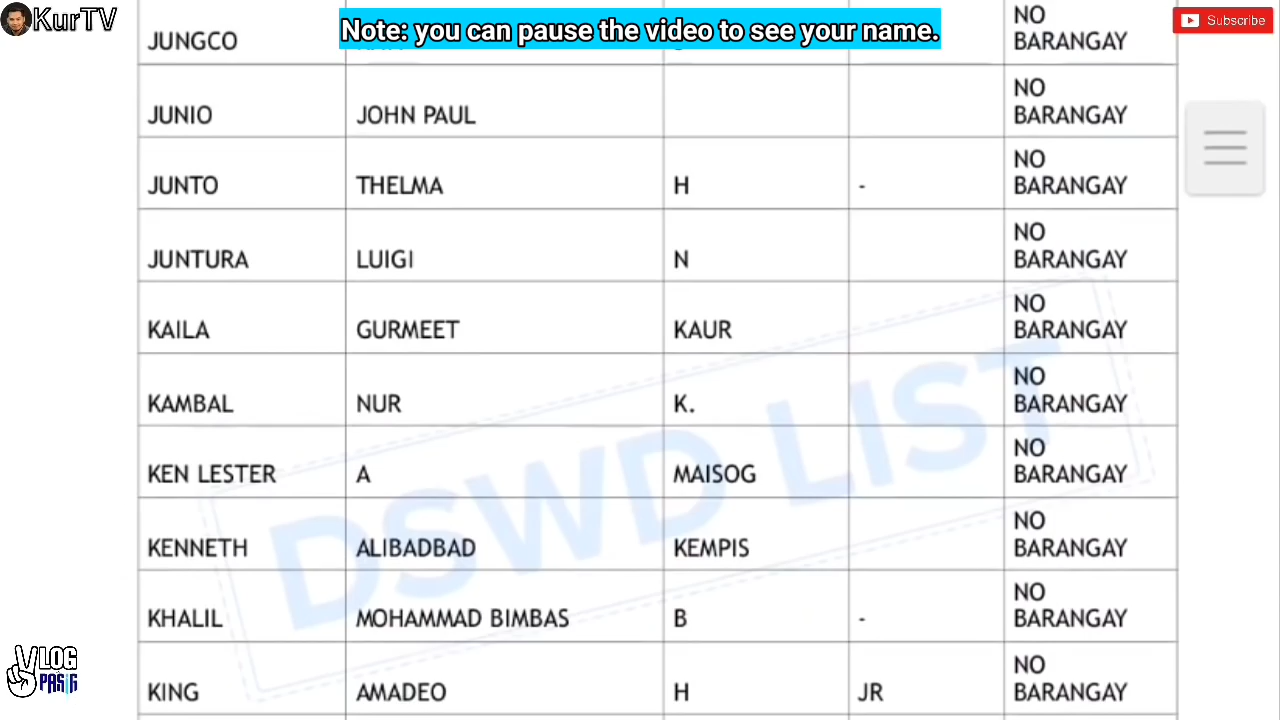 KurTV
Note: you can pause the video to see your name.
Subscribe
JUNGCO NO BARANGAY
JUNIO JOHN PAUL NO BARANGAY
JUNTO THELMA H - NO BARANGAY
JUNTURA LUIGI N NO BARANGAY
KAILA GURMEET KAUR NO BARANGAY
KAMBAL NUR K. NO BARANGAY
KEN LESTER A MAISOG NO BARANGAY
KENNETH ALIBADBAD KEMPIS NO BARANGAY
KHALIL MOHAMMAD BIMBAS B - NO BARANGAY
KING AMADEO H JR NO BARANGAY
DSWD LIST
VLOG
PASIG